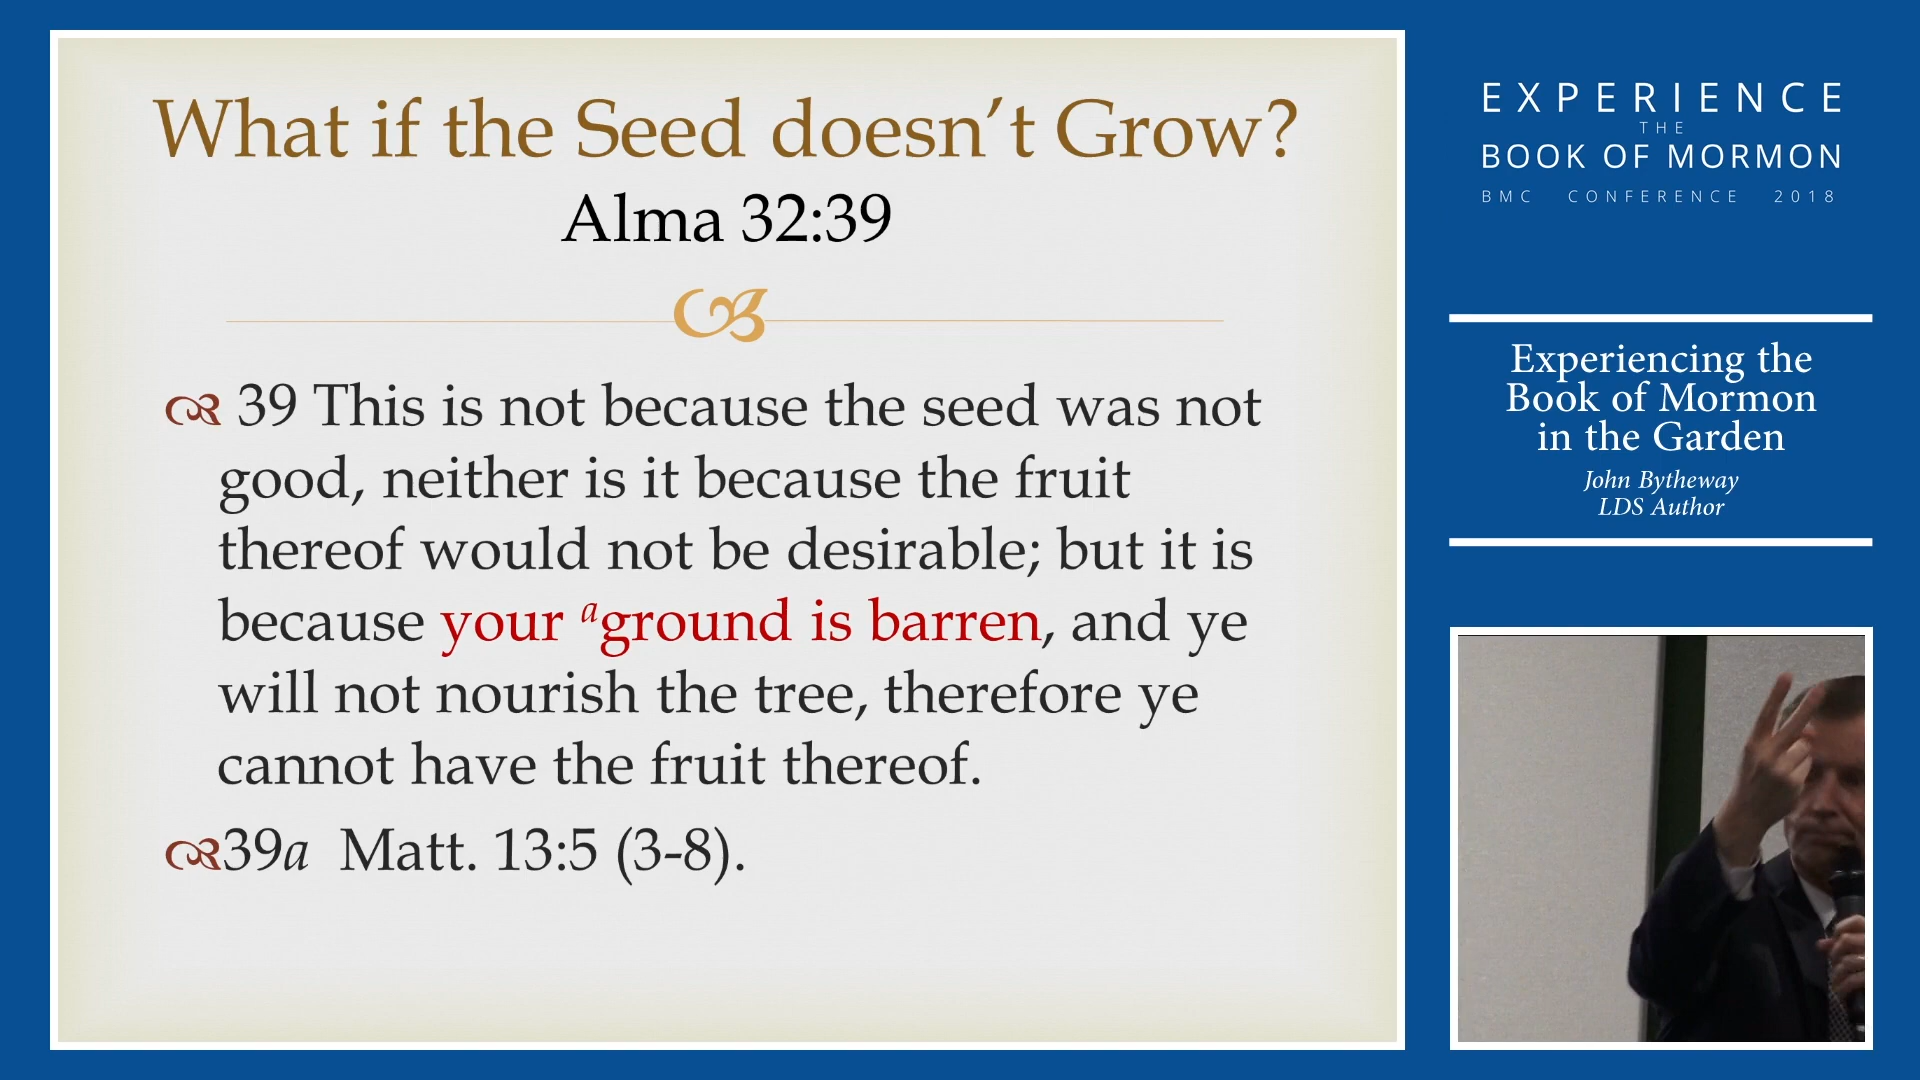 What if the Seed doesn’t Grow?
Alma 32:39
39 This is not because the seed was not
good, neither is it because the fruit
thereof would not be desirable; but it is
because your aground is barren, and ye
will not nourish the tree, therefore ye
cannot have the fruit thereof.
39a Matt. 13:5 (3-8).
EXPERIENCE
THE
BOOK OF MORMON
BMC CONFERENCE 2018
Experiencing the
Book of Mormon
in the Garden
John Bytheway
LDS Author